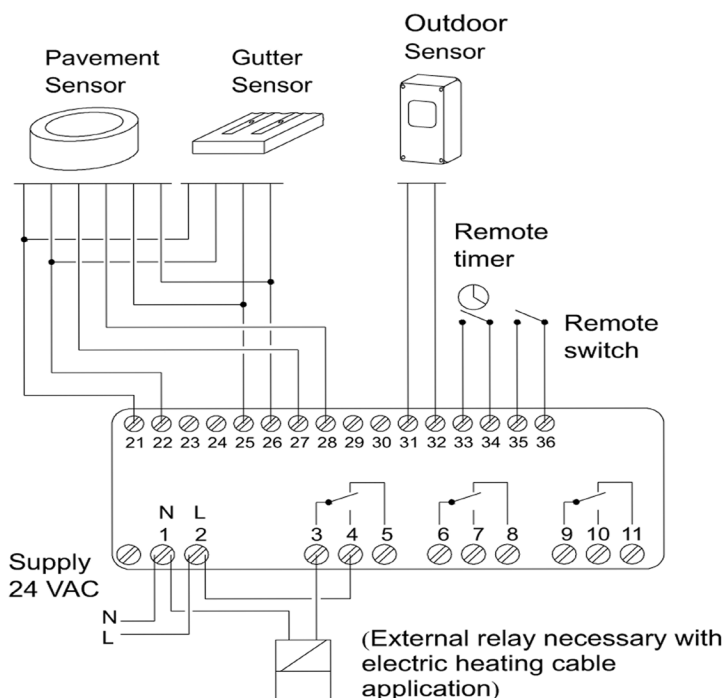 Outdoor
Sensor
Pavement
Sensor
Gutter
Sensor
Remote
timer
Remote
switch
21 22 23 24 25 26 27 28 29 30 31 32 33 34 35 36
N L
1 2 3 4 5 6 7 8 9 10 11
Supply
24 VAC
N
L
(External relay necessary with
electric heating cable
application)